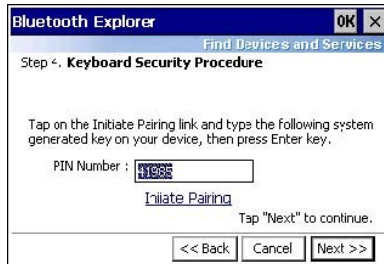 Bluetooth Explorer OK ×
Find Devices and Services
Step 4. Keyboard Security Procedure
Tap on the Initiate Pairing link and type the following system
generated key on your device, then press Enter key.
PIN Number : 41985
Initiate Pairing
Tap "Next" to continue.
<< Back Cancel Next >>